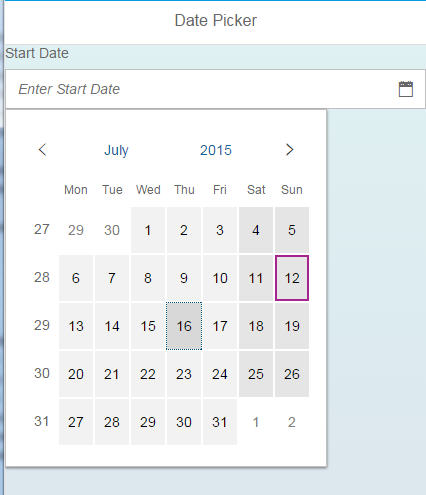 Date Picker
Start Date
Enter Start Date
July 2015
Mon Tue Wed Thu Fri Sat Sun
27 29 30 1 2 3 4 5
28 6 7 8 9 10 11 12
29 13 14 15 16 17 18 19
30 20 21 22 23 24 25 26
31 27 28 29 30 31 1 2